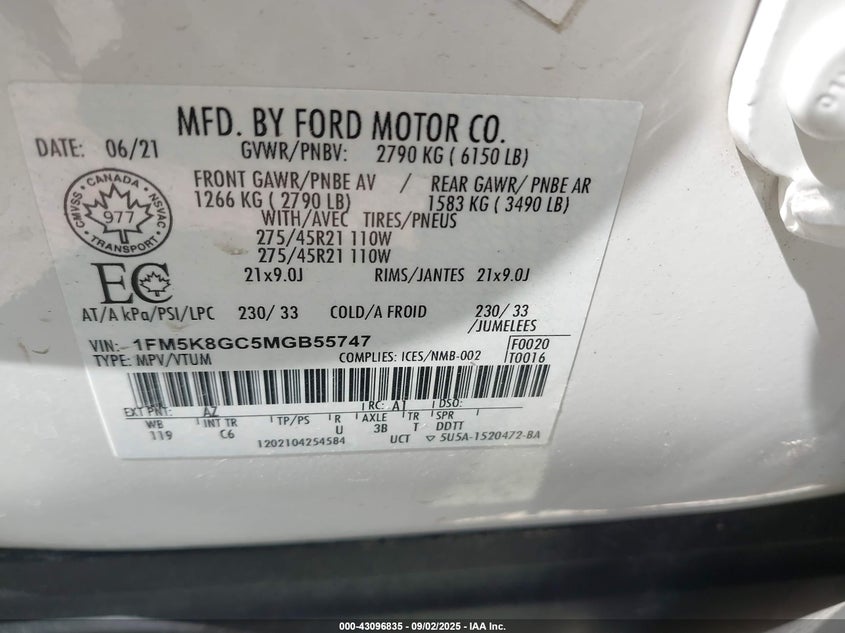 MFD. BY FORD MOTOR CO.
DATE: 06/21 GVWR/PNBV: 2790 KG ( 6150 LB)
FRONT GAWR/PNBE AV / REAR GAWR/ PNBE AR
1266 KG ( 2790 LB) 1583 KG ( 3490 LB)
WITH/AVEC TIRES/PNEUS
275/45R21 110W
275/45R21 110W
21x9.0J RIMS/JANTES 21x9.0J
CANADA
CMVSS 977 NSVAC
TRANSPORT
EC
AT/A kPa/PSI/LPC 230/ 33 COLD/A FROID 230/ 33
/JUMELEES
VIN: 1FM5K8GC5MGB55747 F0020
TYPE: MPV/VTUM COMPLIES: ICES/NMB-002 T0016
EXT PNT: AZ RC: A1 DSO:
WB INT TR TP/PS R AXLE TR SPR
119 C6 U 3B T DDTT
1202104254584 UCT 5U5A-1520472-BA
000-43096835 - 09/02/2025 - IAA Inc.